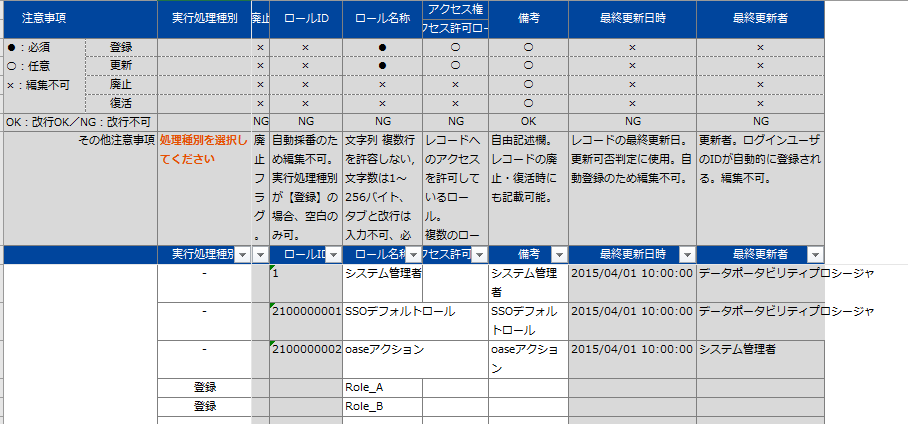 注意事項 実行処理種別 廃止 ロールID ロール名称 アクセス権 備考 最終更新日時 最終更新者
クセス許可ロー
●：必須 登録 × × ● ○ ○ × ×
○：任意 更新 × × ● ○ ○ × ×
×：編集不可 廃止 × × × × ○ × ×
復活 × × × × ○ × ×
OK：改行OK／NG：改行不可 NG NG NG NG OK NG NG
その他注意事項
処理種別を選択し
てください
廃
止
フ
ラ
グ
。
自動採番のた
め編集不可。
実行処理種別
が【登録】の
場合、空白の
み可。
文字列 複数行
を許容しない,
文字数は1～
256バイト、
タブと改行は
入力不可、必
レコードへ
のアクセス
を許可して
いるロー
ル。
複数のロー
自由記述欄。
レコードの廃
止・復活時に
も記載可能。
レコードの最終更新日。
更新可否判定に使用。自
動登録のため編集不可。
更新者。ログインユーザ
のIDが自動的に登録され
る。編集不可。
実行処理種別 ロールID ロール名称 クセス許可 備考 最終更新日時 最終更新者
- 1 システム管理者 システム管理
者 2015/04/01 10:00:00 データポータビリティプロシージャ
- 2100000001 SSOデフォルトロール SSOデフォル
トロール 2015/04/01 10:00:00 データポータビリティプロシージャ
- 2100000002 oaseアクション oaseアクショ
ン 2015/04/01 10:00:00 システム管理者
登録 Role_A
登録 Role_B